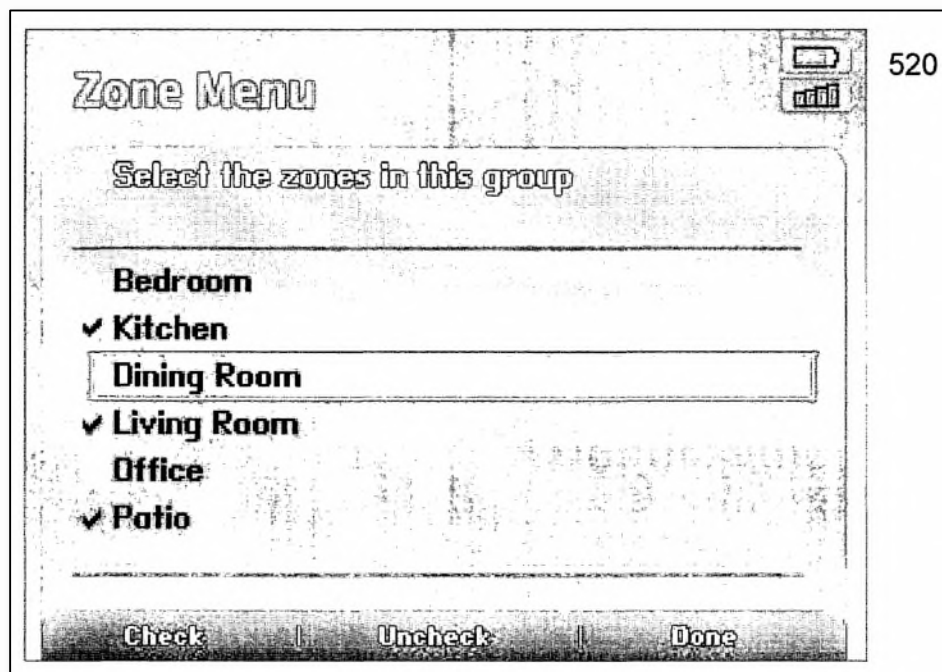 520
Zone Menu
Select the zones in this group
Bedroom
✔ Kitchen
Dining Room
✔ Living Room
Office
✔ Patio
Check | Uncheck | Done